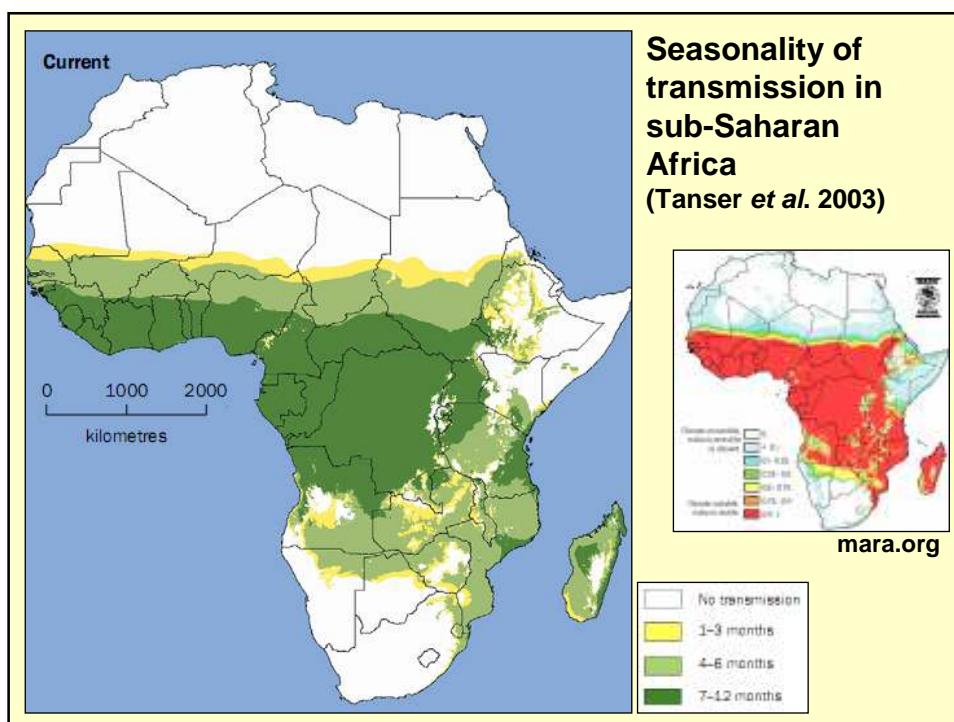 Current
Seasonality of
transmission in
sub-Saharan
Africa
(Tanser et al. 2003)
0 1000 2000
kilometres
mara.org
No transmission
1–3 months
4–6 months
7–12 months